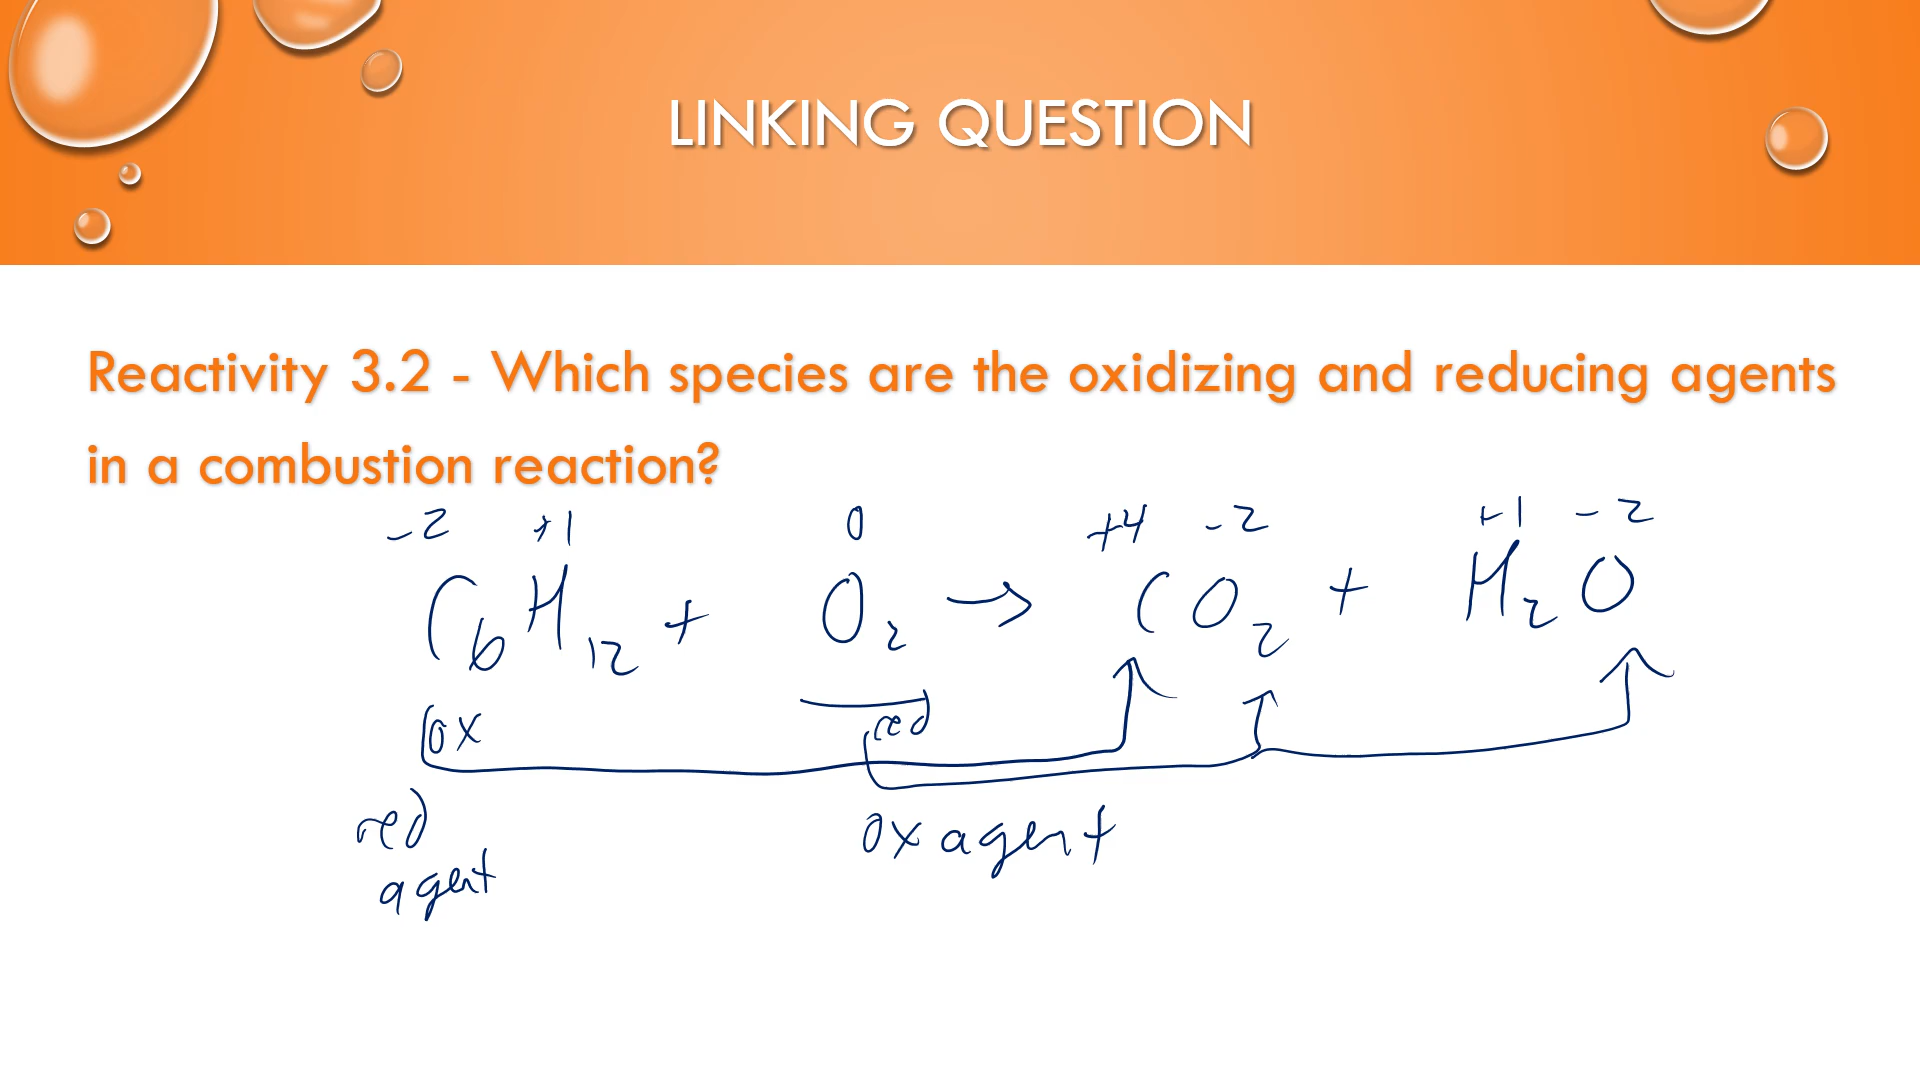 LINKING QUESTION
Reactivity 3.2 - Which species are the oxidizing and reducing agents
in a combustion reaction?
-2 +1 0 +4 -2 +1 -2
C6H12 + O2 → CO2 + H2O
ox red
red ox agent
agent